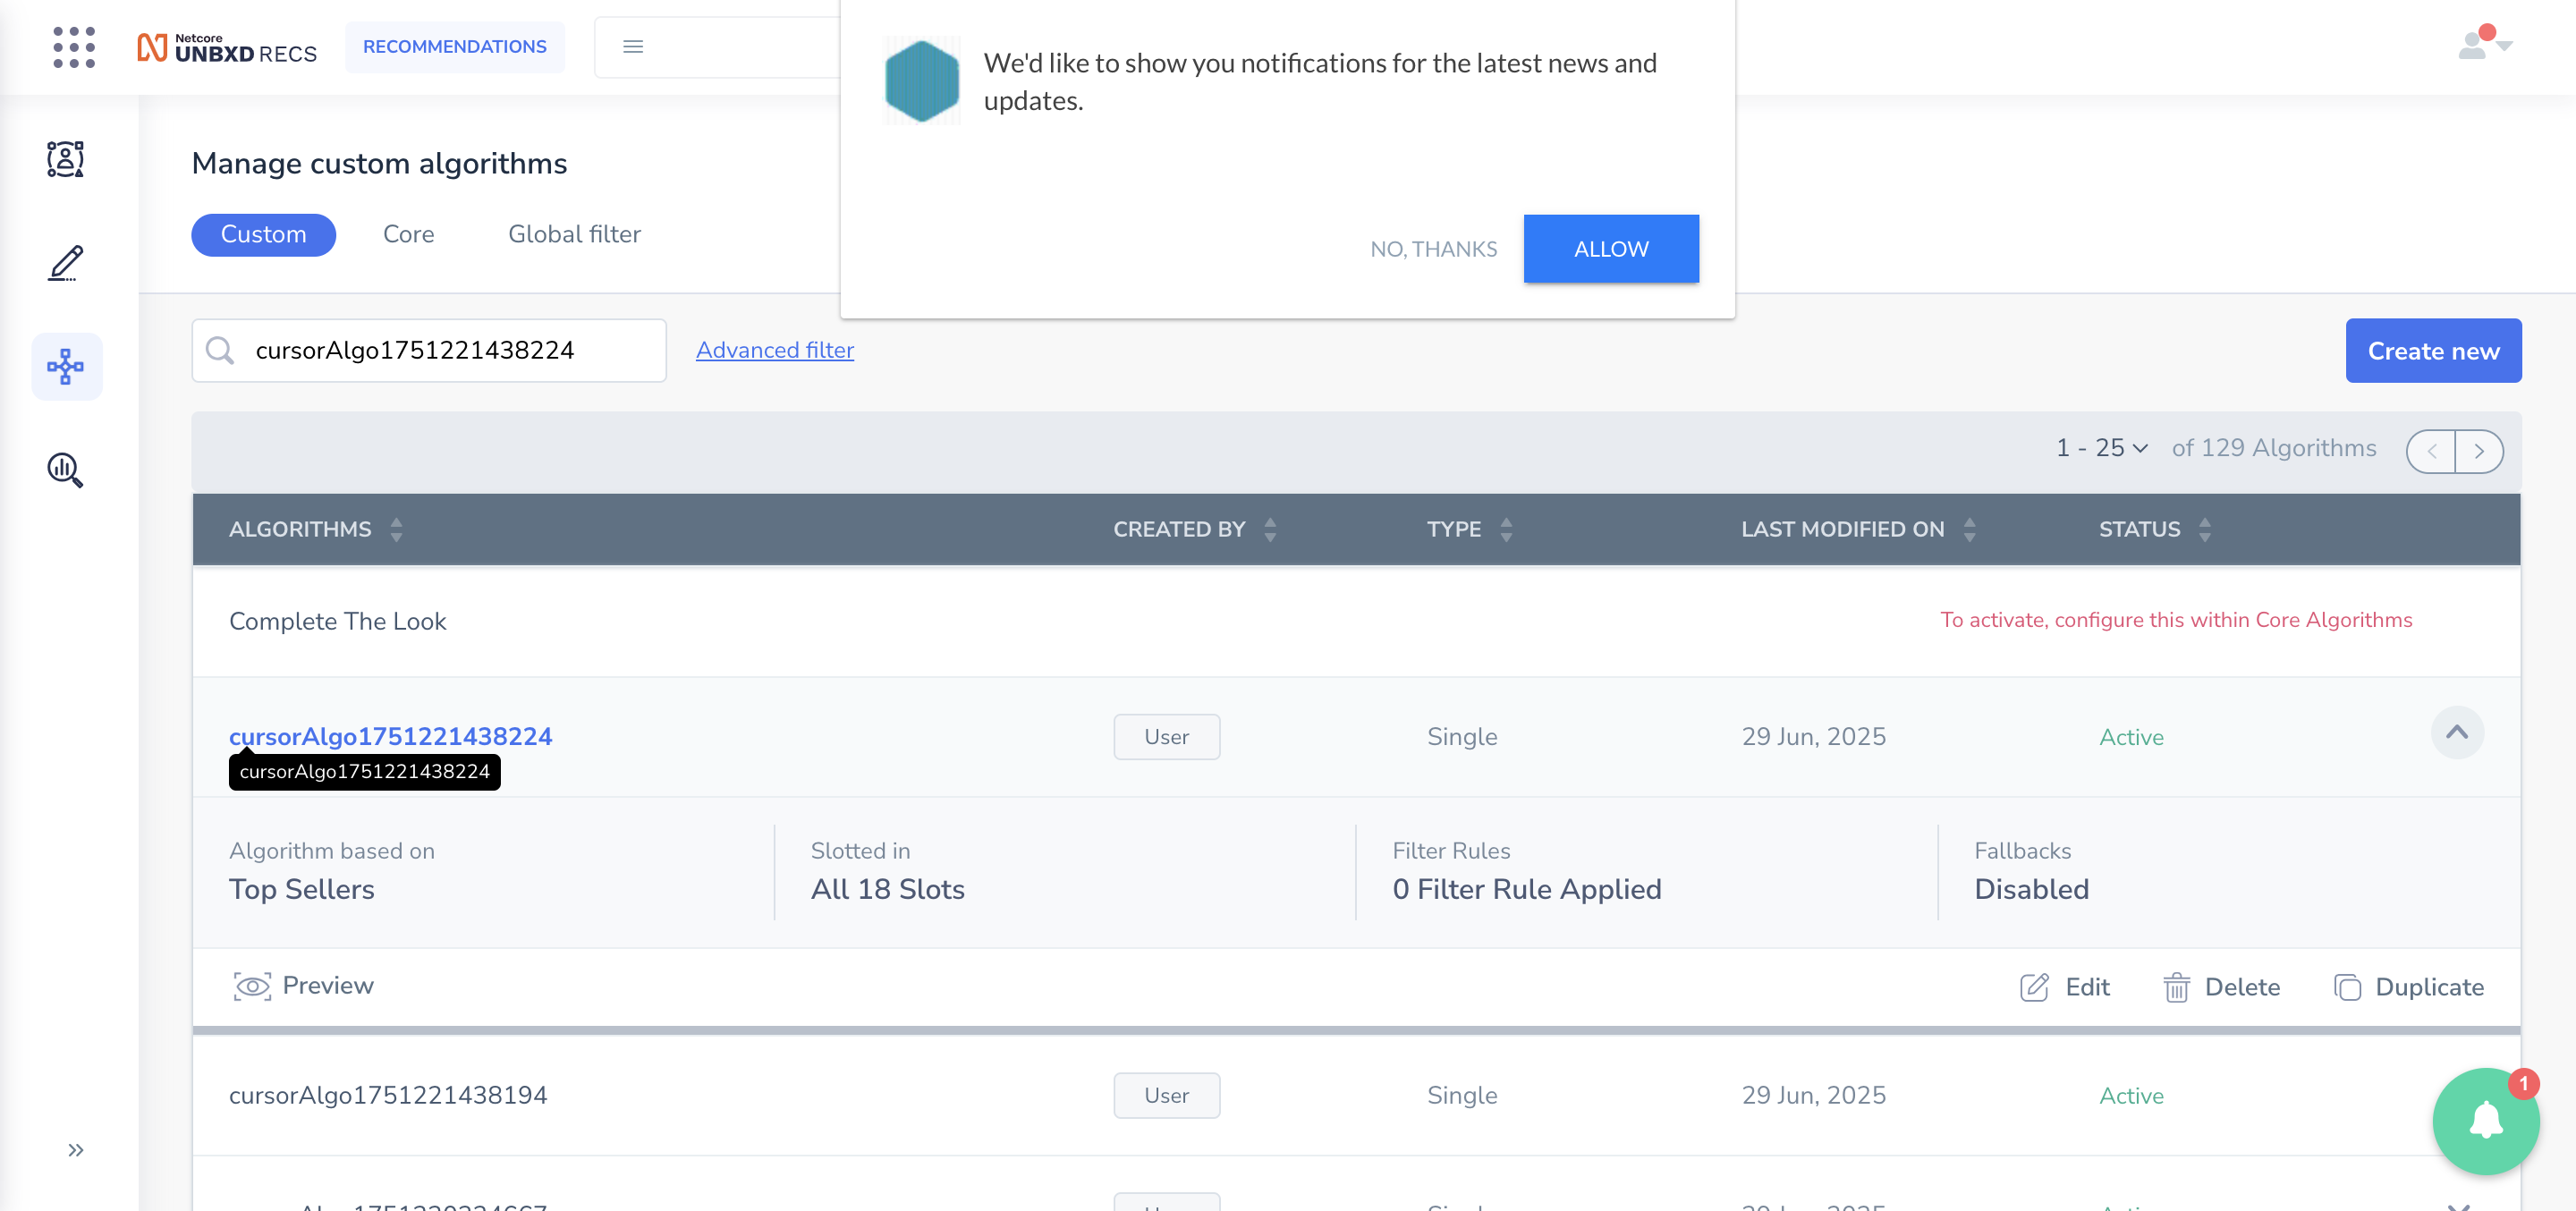 Netcore
UNBXD RECS
RECOMMENDATIONS
We'd like to show you notifications for the latest news and
updates.
NO, THANKS
ALLOW
Manage custom algorithms
Custom
Core
Global filter
cursorAlgo1751221438224
Advanced filter
Create new
1 - 25
of 129 Algorithms
ALGORITHMS
CREATED BY
TYPE
LAST MODIFIED ON
STATUS
Complete The Look
To activate, configure this within Core Algorithms
cursorAlgo1751221438224
User
Single
29 Jun, 2025
Active
cursorAlgo1751221438224
Algorithm based on
Top Sellers
Slotted in
All 18 Slots
Filter Rules
0 Filter Rule Applied
Fallbacks
Disabled
Preview
Edit
Delete
Duplicate
cursorAlgo1751221438194
User
Single
29 Jun, 2025
Active
1